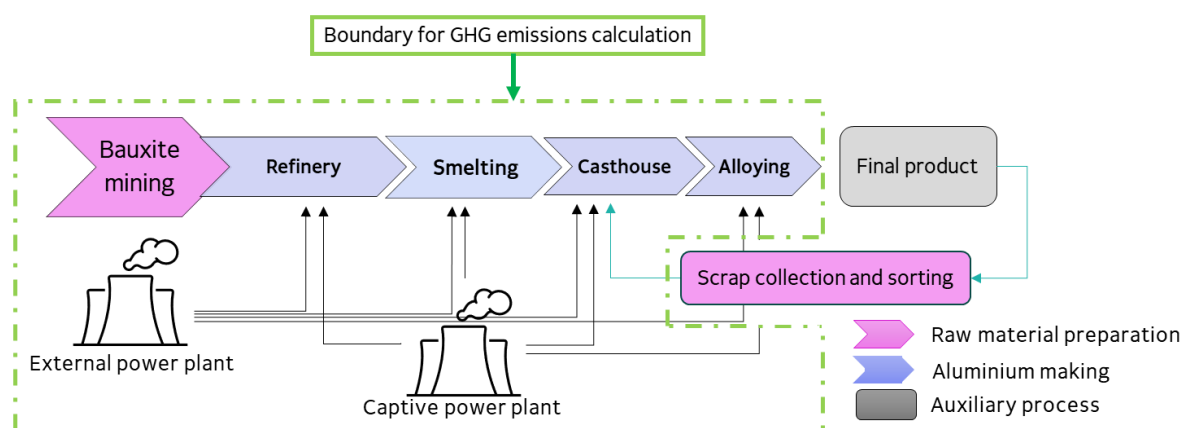 Boundary for GHG emissions calculation
Bauxite
mining
Refinery
Smelting
Casthouse
Alloying
Final product
Scrap collection and sorting
External power plant
Captive power plant
Raw material preparation
Aluminium making
Auxiliary process